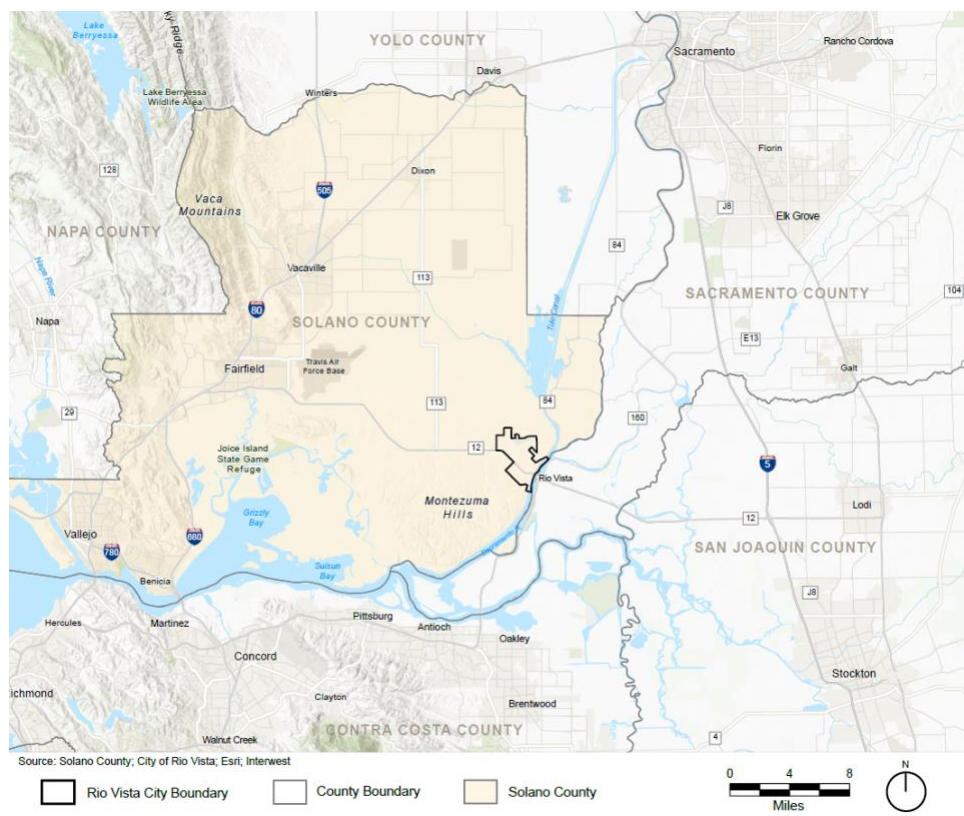 Lake
Berryessa
ky-Ridge
YOLO COUNTY
Sacramento
Rancho Cordova
Davis
Lake Berryessa
Wildlife Area
Winters
Florin
128
505
Dixon
Vaca
Mountains
J8
Elk Grove
NAPA COUNTY
84
Napa River
Vacaville
113
SACRAMENTO COUNTY
104
80
SOLANO COUNTY
Napa
E13
Galt
Travis Air
Force Base
Fairfield
29
113
84
160
12
Joice Island
State Game
Refuge
Rio Vista
5
Montezuma
Hills
Lodi
Grizzly
Bay
12
Vallejo
780
680
SAN JOAQUIN COUNTY
Suisun
Bay
Benicia
J8
Hercules
Martinez
Pittsburg
Antioch
Oakley
Concord
Stockton
ichmond
Clayton
Brentwood
CONTRA COSTA COUNTY
Walnut Creek
4
Source: Solano County; City of Rio Vista; Esri; Interwest
Rio Vista City Boundary
County Boundary
Solano County
0 4 8
Miles
N